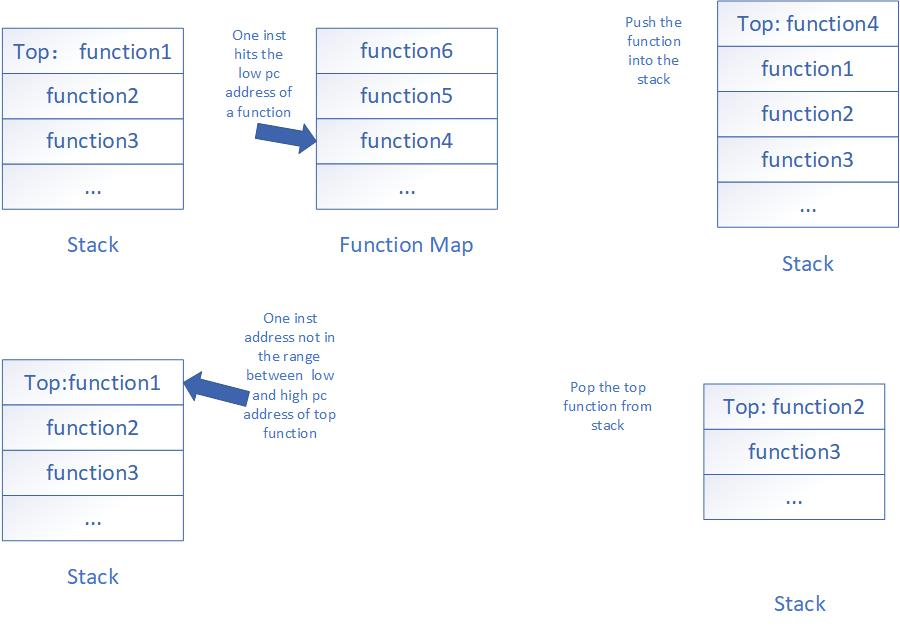 Top： function1
function2
function3
...
Stack
One inst
hits the
low pc
address of
a function
function6
function5
function4
...
Function Map
Push the
function
into the
stack
Top: function4
function1
function2
function3
...
Stack
Top:function1
function2
function3
...
Stack
One inst
address not in
the range
between low
and high pc
address of top
function
Pop the top
function from
stack
Top: function2
function3
...
Stack